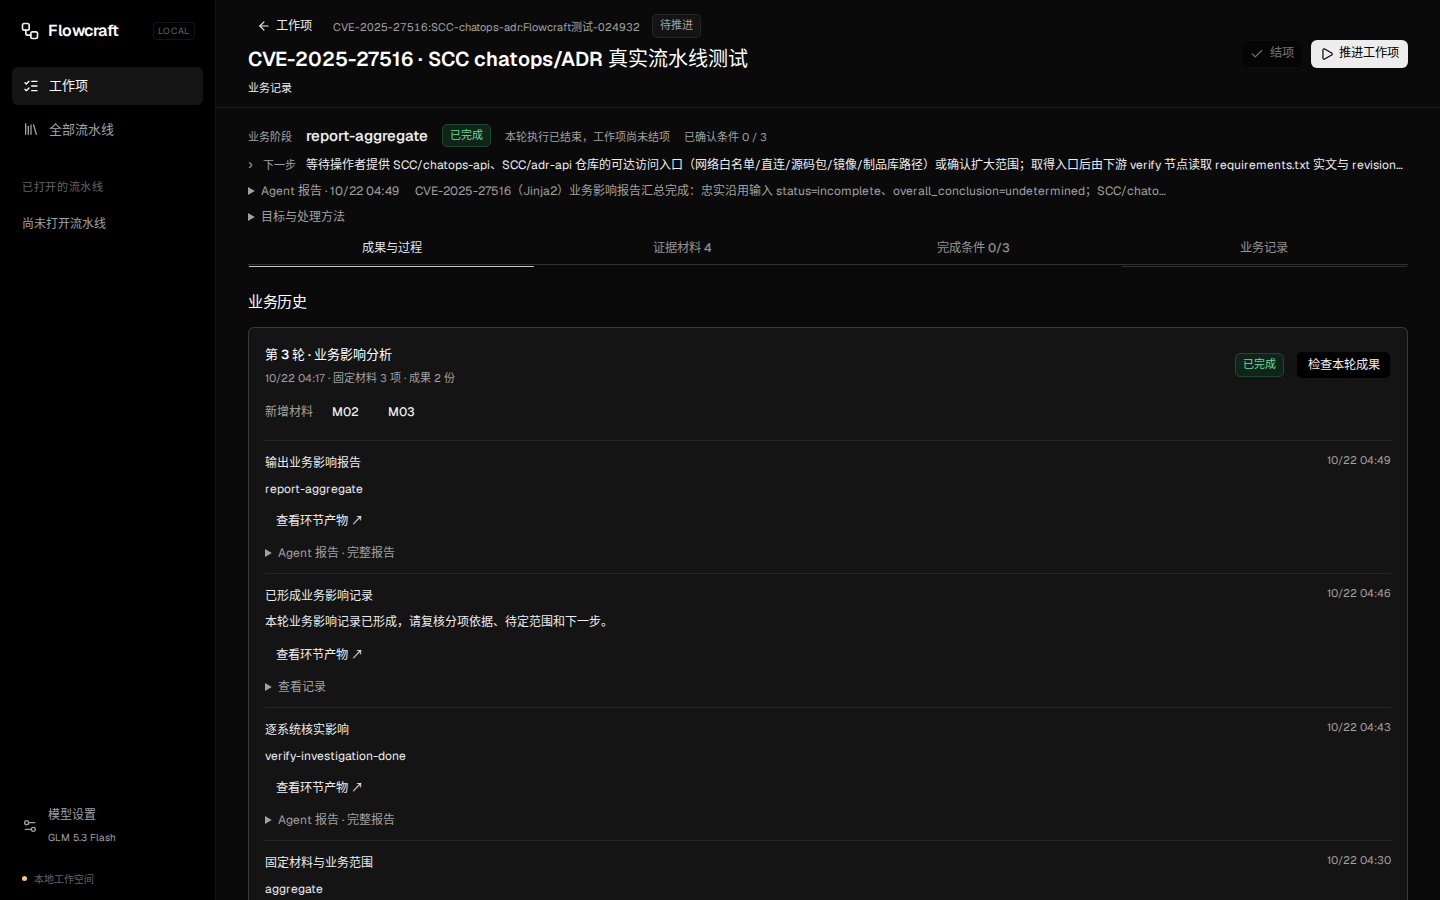 Flowcraft
LOCAL
工作项
全部流水线
已打开的流水线
尚未打开流水线
模型设置
GLM 5.3 Flash
本地工作空间
← 工作项 CVE-2025-27516:SCC-chatops-adr:Flowcraft测试-024932 待推进
CVE-2025-27516 · SCC chatops/ADR 真实流水线测试
业务记录
结项
推进工作项
业务阶段 report-aggregate 已完成 本轮执行已结束，工作项尚未结项 已确认条件 0 / 3
› 下一步 等待操作者提供 SCC/chatops-api、SCC/adr-api 仓库的可达访问入口（网络白名单/直连/源码包/镜像/制品库路径）或确认扩大范围；取得入口后由下游 verify 节点读取 requirements.txt 实文与 revision...
▶ Agent 报告 · 10/22 04:49 CVE-2025-27516（Jinja2）业务影响报告汇总完成：忠实沿用输入 status=incomplete、overall_conclusion=undetermined；SCC/chato...
▶ 目标与处理方法
成果与过程 证据材料 4 完成条件 0/3 业务记录
业务历史
第 3 轮 · 业务影响分析
10/22 04:17 · 固定材料 3 项 · 成果 2 份
已完成 检查本轮成果
新增材料 M02 M03
输出业务影响报告 10/22 04:49
report-aggregate
查看环节产物 ↗
▶ Agent 报告 · 完整报告
已形成业务影响记录 10/22 04:46
本轮业务影响记录已形成，请复核分项依据、待定范围和下一步。
查看环节产物 ↗
▶ 查看记录
逐系统核实影响 10/22 04:43
verify-investigation-done
查看环节产物 ↗
▶ Agent 报告 · 完整报告
固定材料与业务范围 10/22 04:30
aggregate